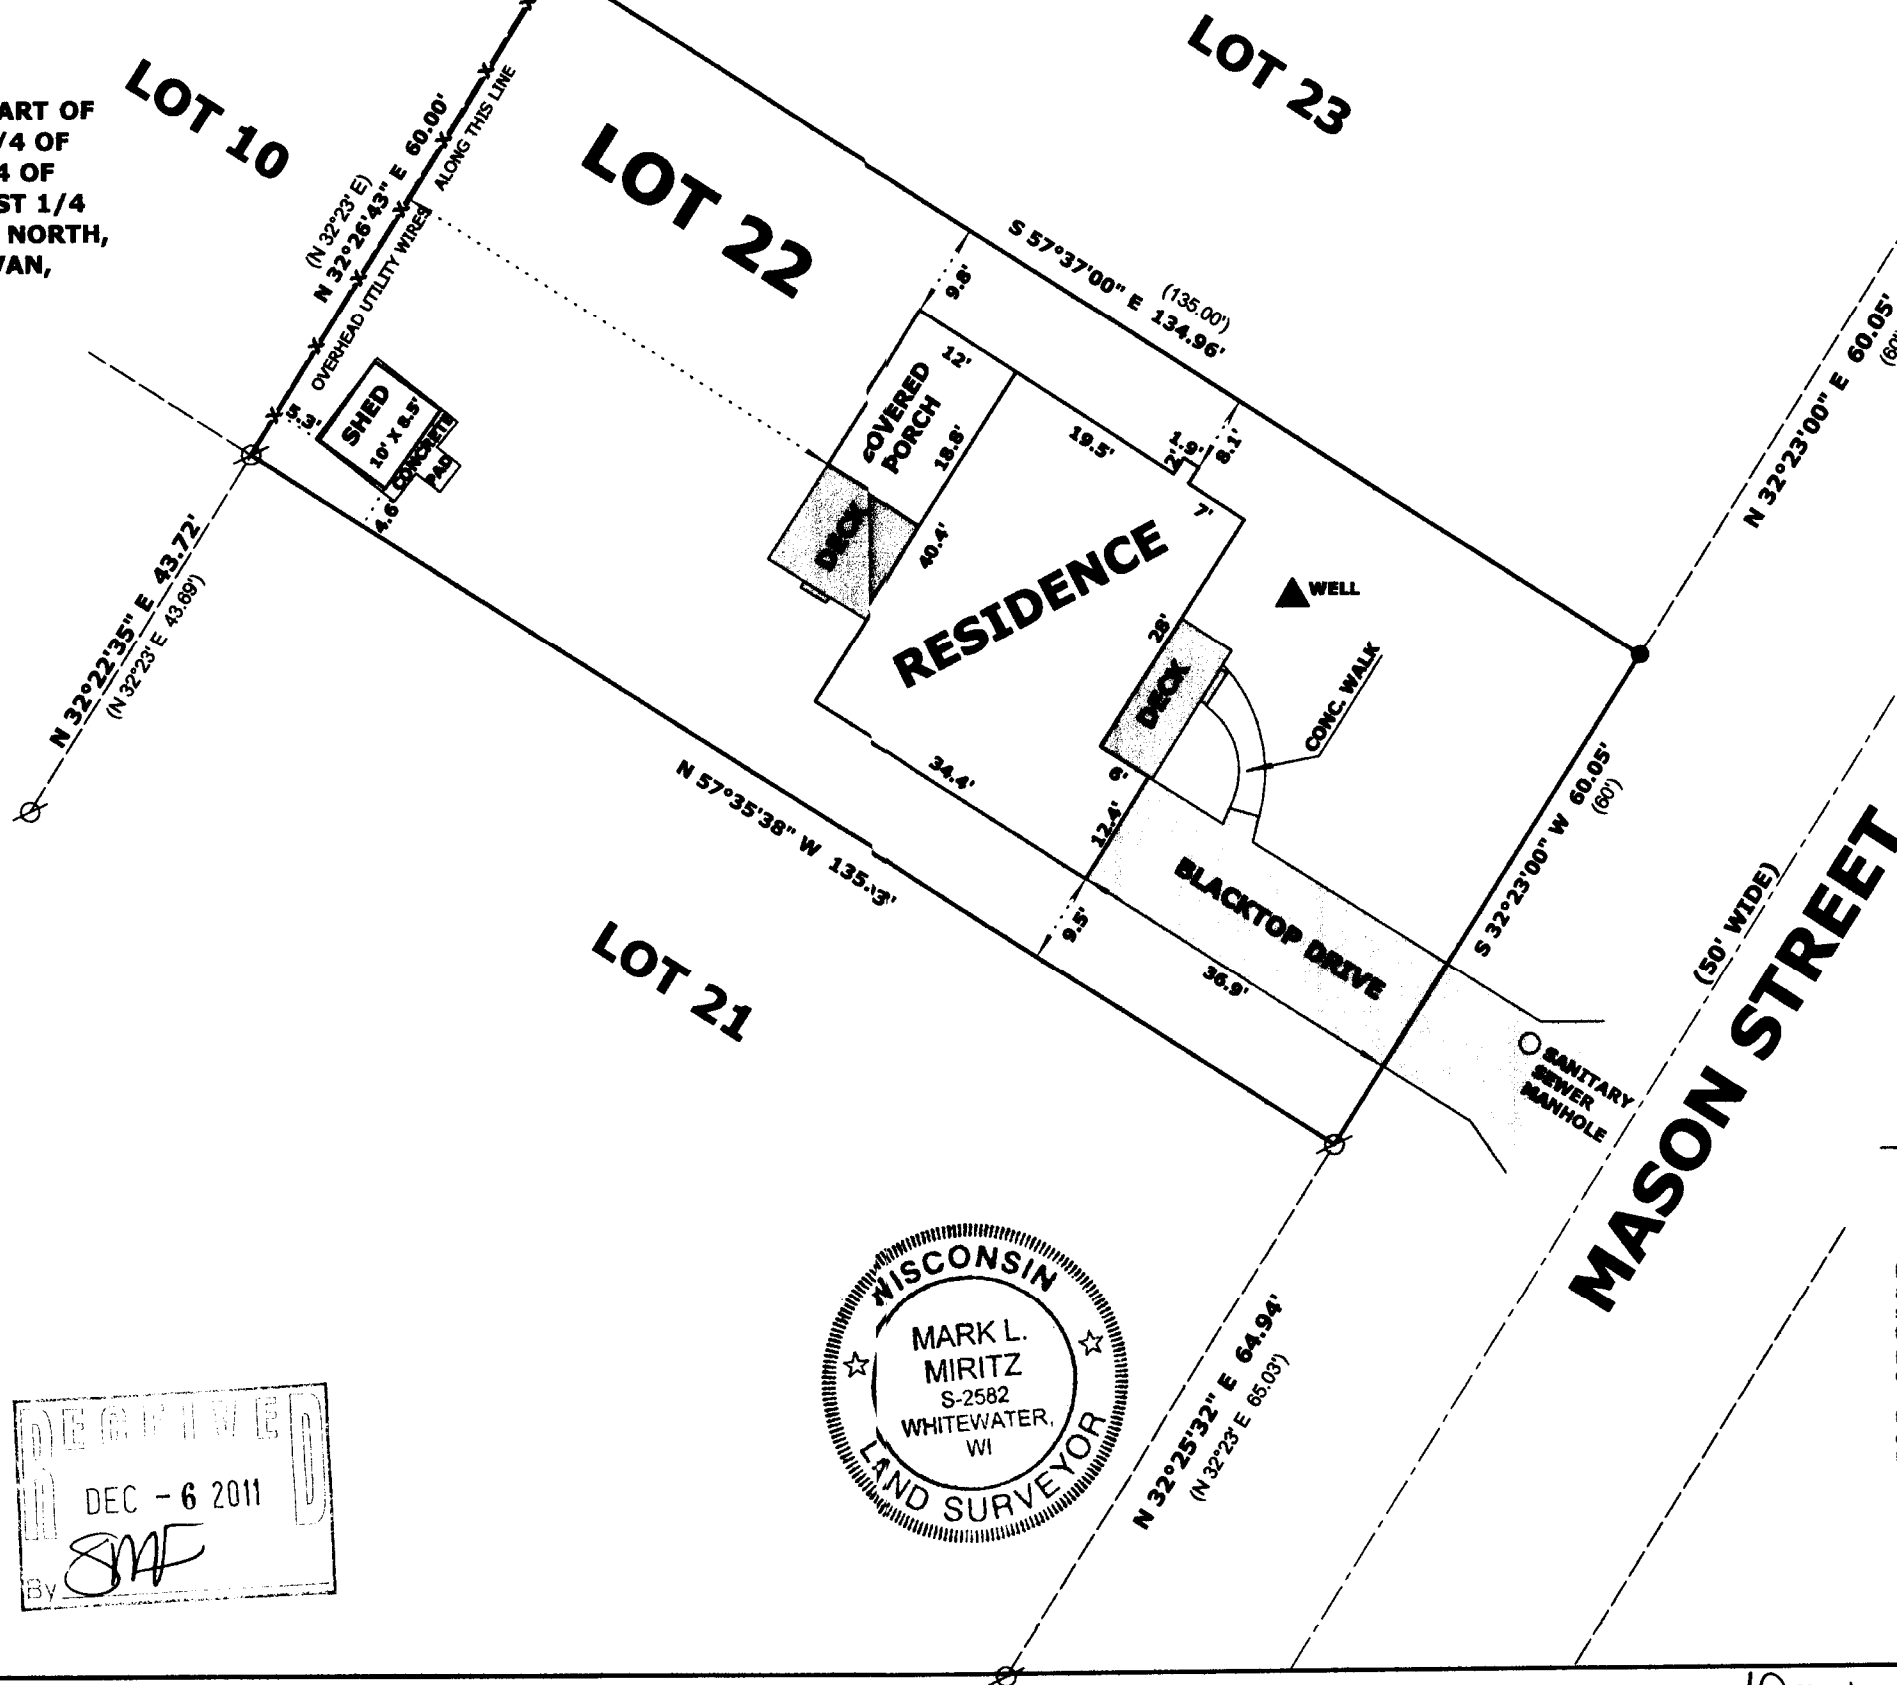 ART OF
/4 OF
4 OF
ST 1/4
NORTH,
VAN,
LOT 10
LOT 23
LOT 22
(N 32°23' E)
N 32°26'43" E 60.00'
OVERHEAD UTILITY WIRES
ALONG THIS LINE
S 57°37'00" E 134.96'
(135.00')
N 32°23'00" E 60.05'
(60'
9.8'
12'
COVERED
PORCH
18.8'
19.5'
1.9'
2'
8.1'
7'
5.3'
SHED
10' X 8.5'
CONCRETE
PAD
4.6'
DECK
40.4'
RESIDENCE
WELL
28'
DECK
CONC. WALK
6'
12.4'
34.4'
N 32°22'35" E 43.72'
(N 32°23' E 43.69')
N 57°35'38" W 135. 3'
9.5'
BLACKTOP DRIVE
36.9'
S 32°23'00" W 60.05'
(60')
(50' WIDE)
MASON STREET
SANITARY
SEWER
MANHOLE
LOT 21
N 32°25'32" E 64.94'
(N 32°23' E 65.03')
WISCONSIN
MARK L.
MIRITZ
S-2582
WHITEWATER,
WI
LAND SURVEYOR
RECEIVED
DEC - 6 2011
By SMF